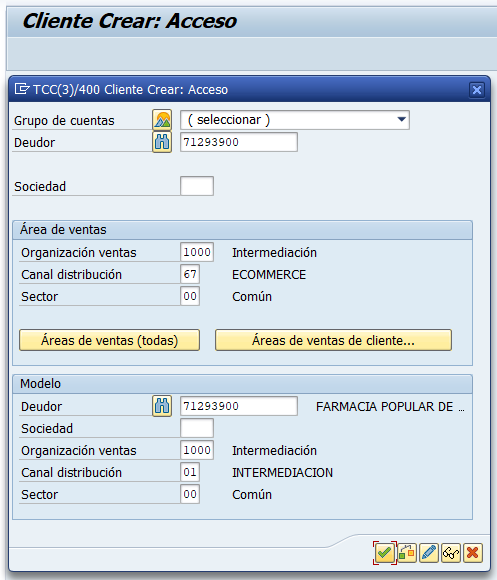 Cliente Crear: Acceso
TCC(3)/400 Cliente Crear: Acceso
Grupo de cuentas ( seleccionar )
Deudor 71293900
Sociedad
Área de ventas
Organización ventas 1000 Intermediación
Canal distribución 67 ECOMMERCE
Sector 00 Común
Áreas de ventas (todas) Áreas de ventas de cliente...
Modelo
Deudor 71293900 FARMACIA POPULAR DE ...
Sociedad
Organización ventas 1000 Intermediación
Canal distribución 01 INTERMEDIACION
Sector 00 Común